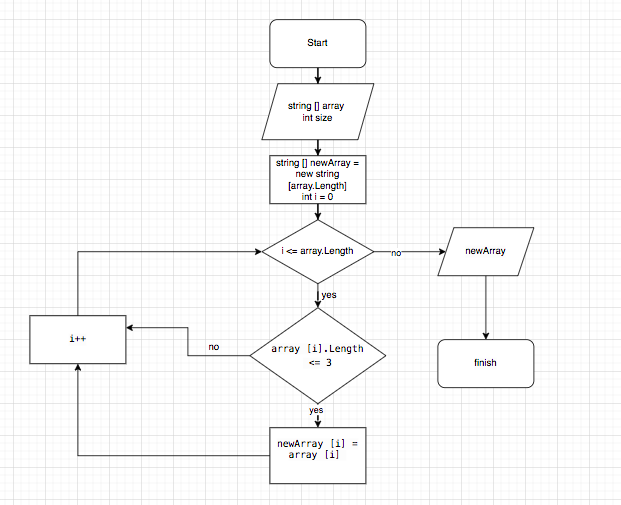 Start
string [] array
int size
string [] newArray =
new string
[array.Length]
int i = 0
i <= array.Length
no
newArray
yes
i++
no
array [i].Length
<= 3
finish
yes
newArray [i] =
array [i]